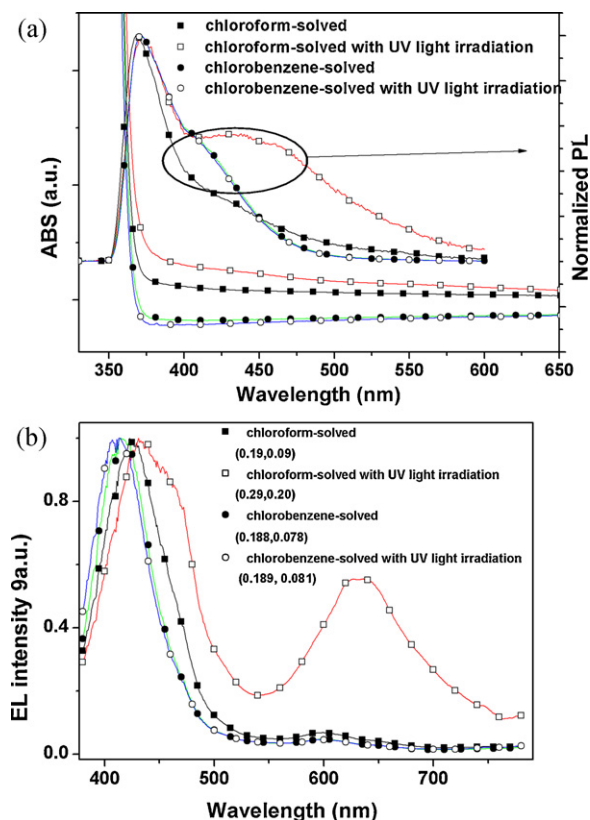 (a)
chloroform-solved
chloroform-solved with UV light irradiation
chlorobenzene-solved
chlorobenzene-solved with UV light irradiation
ABS (a.u.)
Normalized PL
350 400 450 500 550 600 650
Wavelength (nm)
(b)
chloroform-solved
(0.19,0.09)
chloroform-solved with UV light irradiation
(0.29,0.20)
chlorobenzene-solved
(0.188,0.078)
chlorobenzene-solved with UV light irradiation
(0.189, 0.081)
EL intensity 9a.u.)
0.8
0.4
0.0
400 500 600 700
Wavelength (nm)